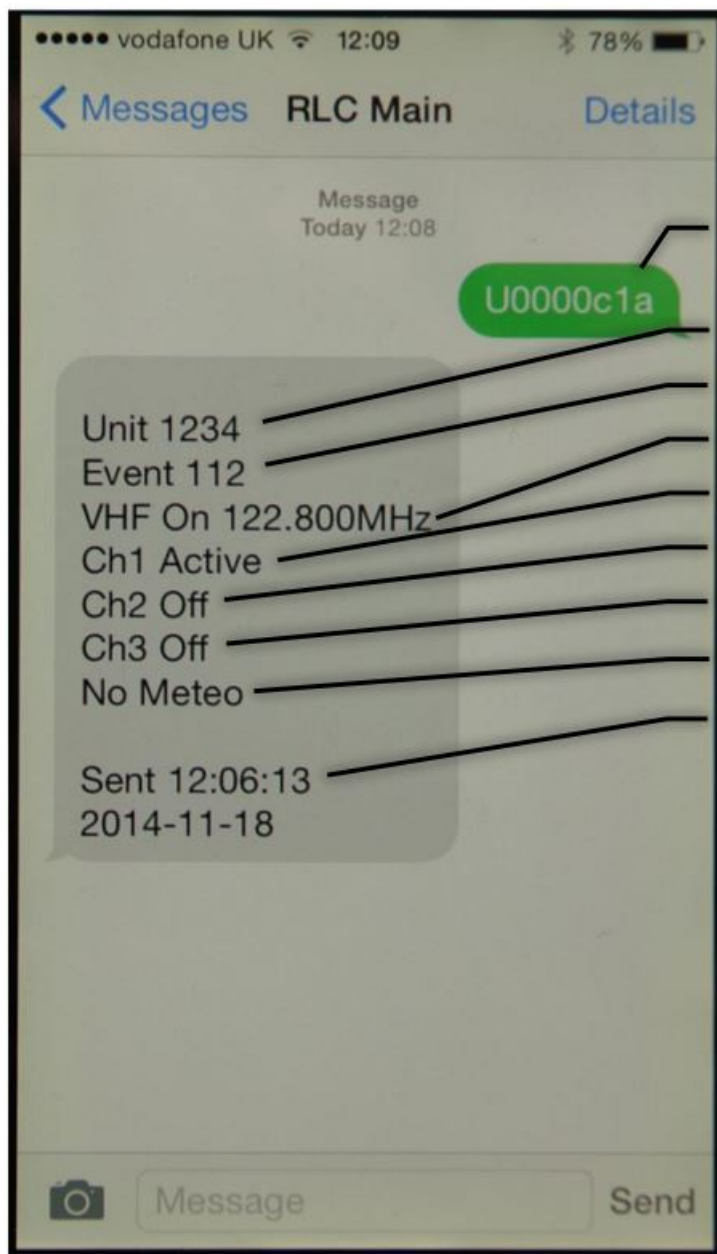 vodafone UK 12:09 78%
Messages RLC Main Details
Message
Today 12:08
U0000c1a
Unit 1234
Event 112
VHF On 122.800MHz
Ch1 Active
Ch2 Off
Ch3 Off
No Meteo
Sent 12:06:13
2014-11-18
Message Send